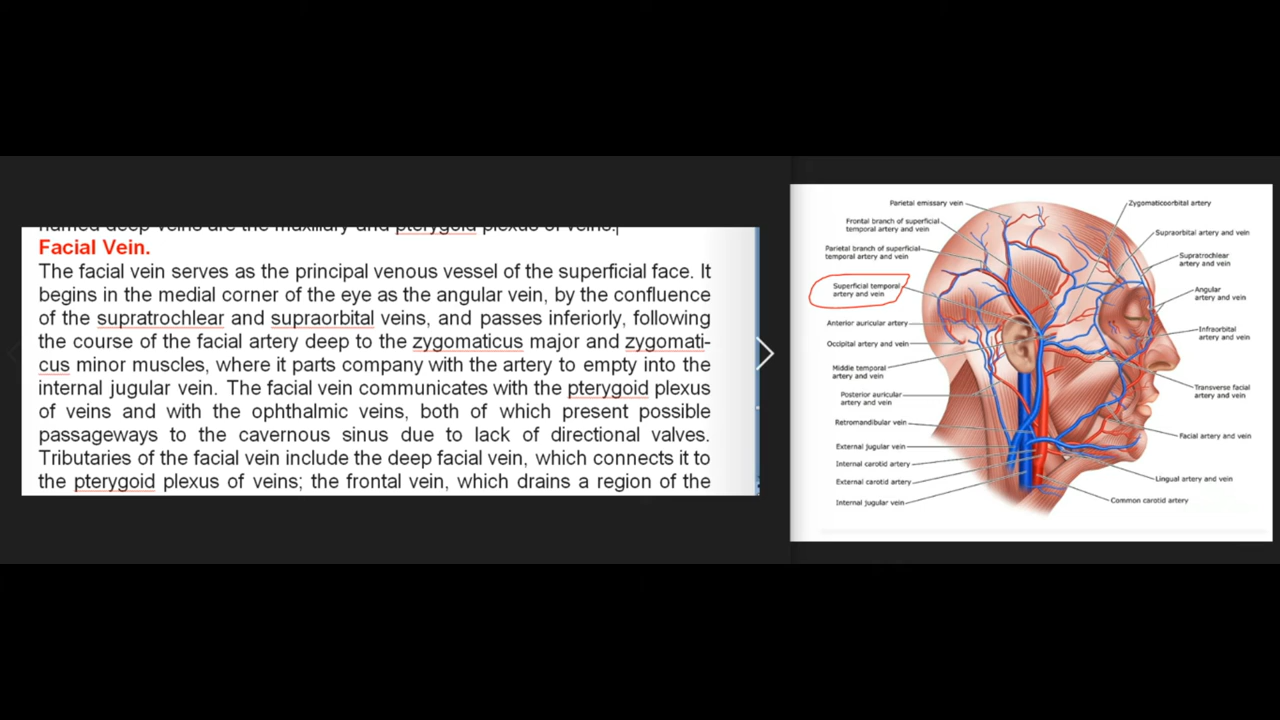 named deep veins are the maxillary and pterygoid plexus of veins.
Facial Vein.
The facial vein serves as the principal venous vessel of the superficial face. It
begins in the medial corner of the eye as the angular vein, by the confluence
of the supratrochlear and supraorbital veins, and passes inferiorly, following
the course of the facial artery deep to the zygomaticus major and zygomati-
cus minor muscles, where it parts company with the artery to empty into the
internal jugular vein. The facial vein communicates with the pterygoid plexus
of veins and with the ophthalmic veins, both of which present possible
passageways to the cavernous sinus due to lack of directional valves.
Tributaries of the facial vein include the deep facial vein, which connects it to
the pterygoid plexus of veins; the frontal vein, which drains a region of the
Parietal emissary vein
Frontal branch of superficial
temporal artery and vein
Parietal branch of superficial
temporal artery and vein
Superficial temporal
artery and vein
Anterior auricular artery
Occipital artery and vein
Middle temporal
artery and vein
Posterior auricular
artery and vein
Retromandibular vein
External jugular vein
Internal carotid artery
External carotid artery
Internal jugular vein
Zygomaticoorbital artery
Supraorbital artery and vein
Supratrochlear
artery and vein
Angular
artery and vein
Infraorbital
artery and vein
Transverse facial
artery and vein
Facial artery and vein
Lingual artery and vein
Common carotid artery